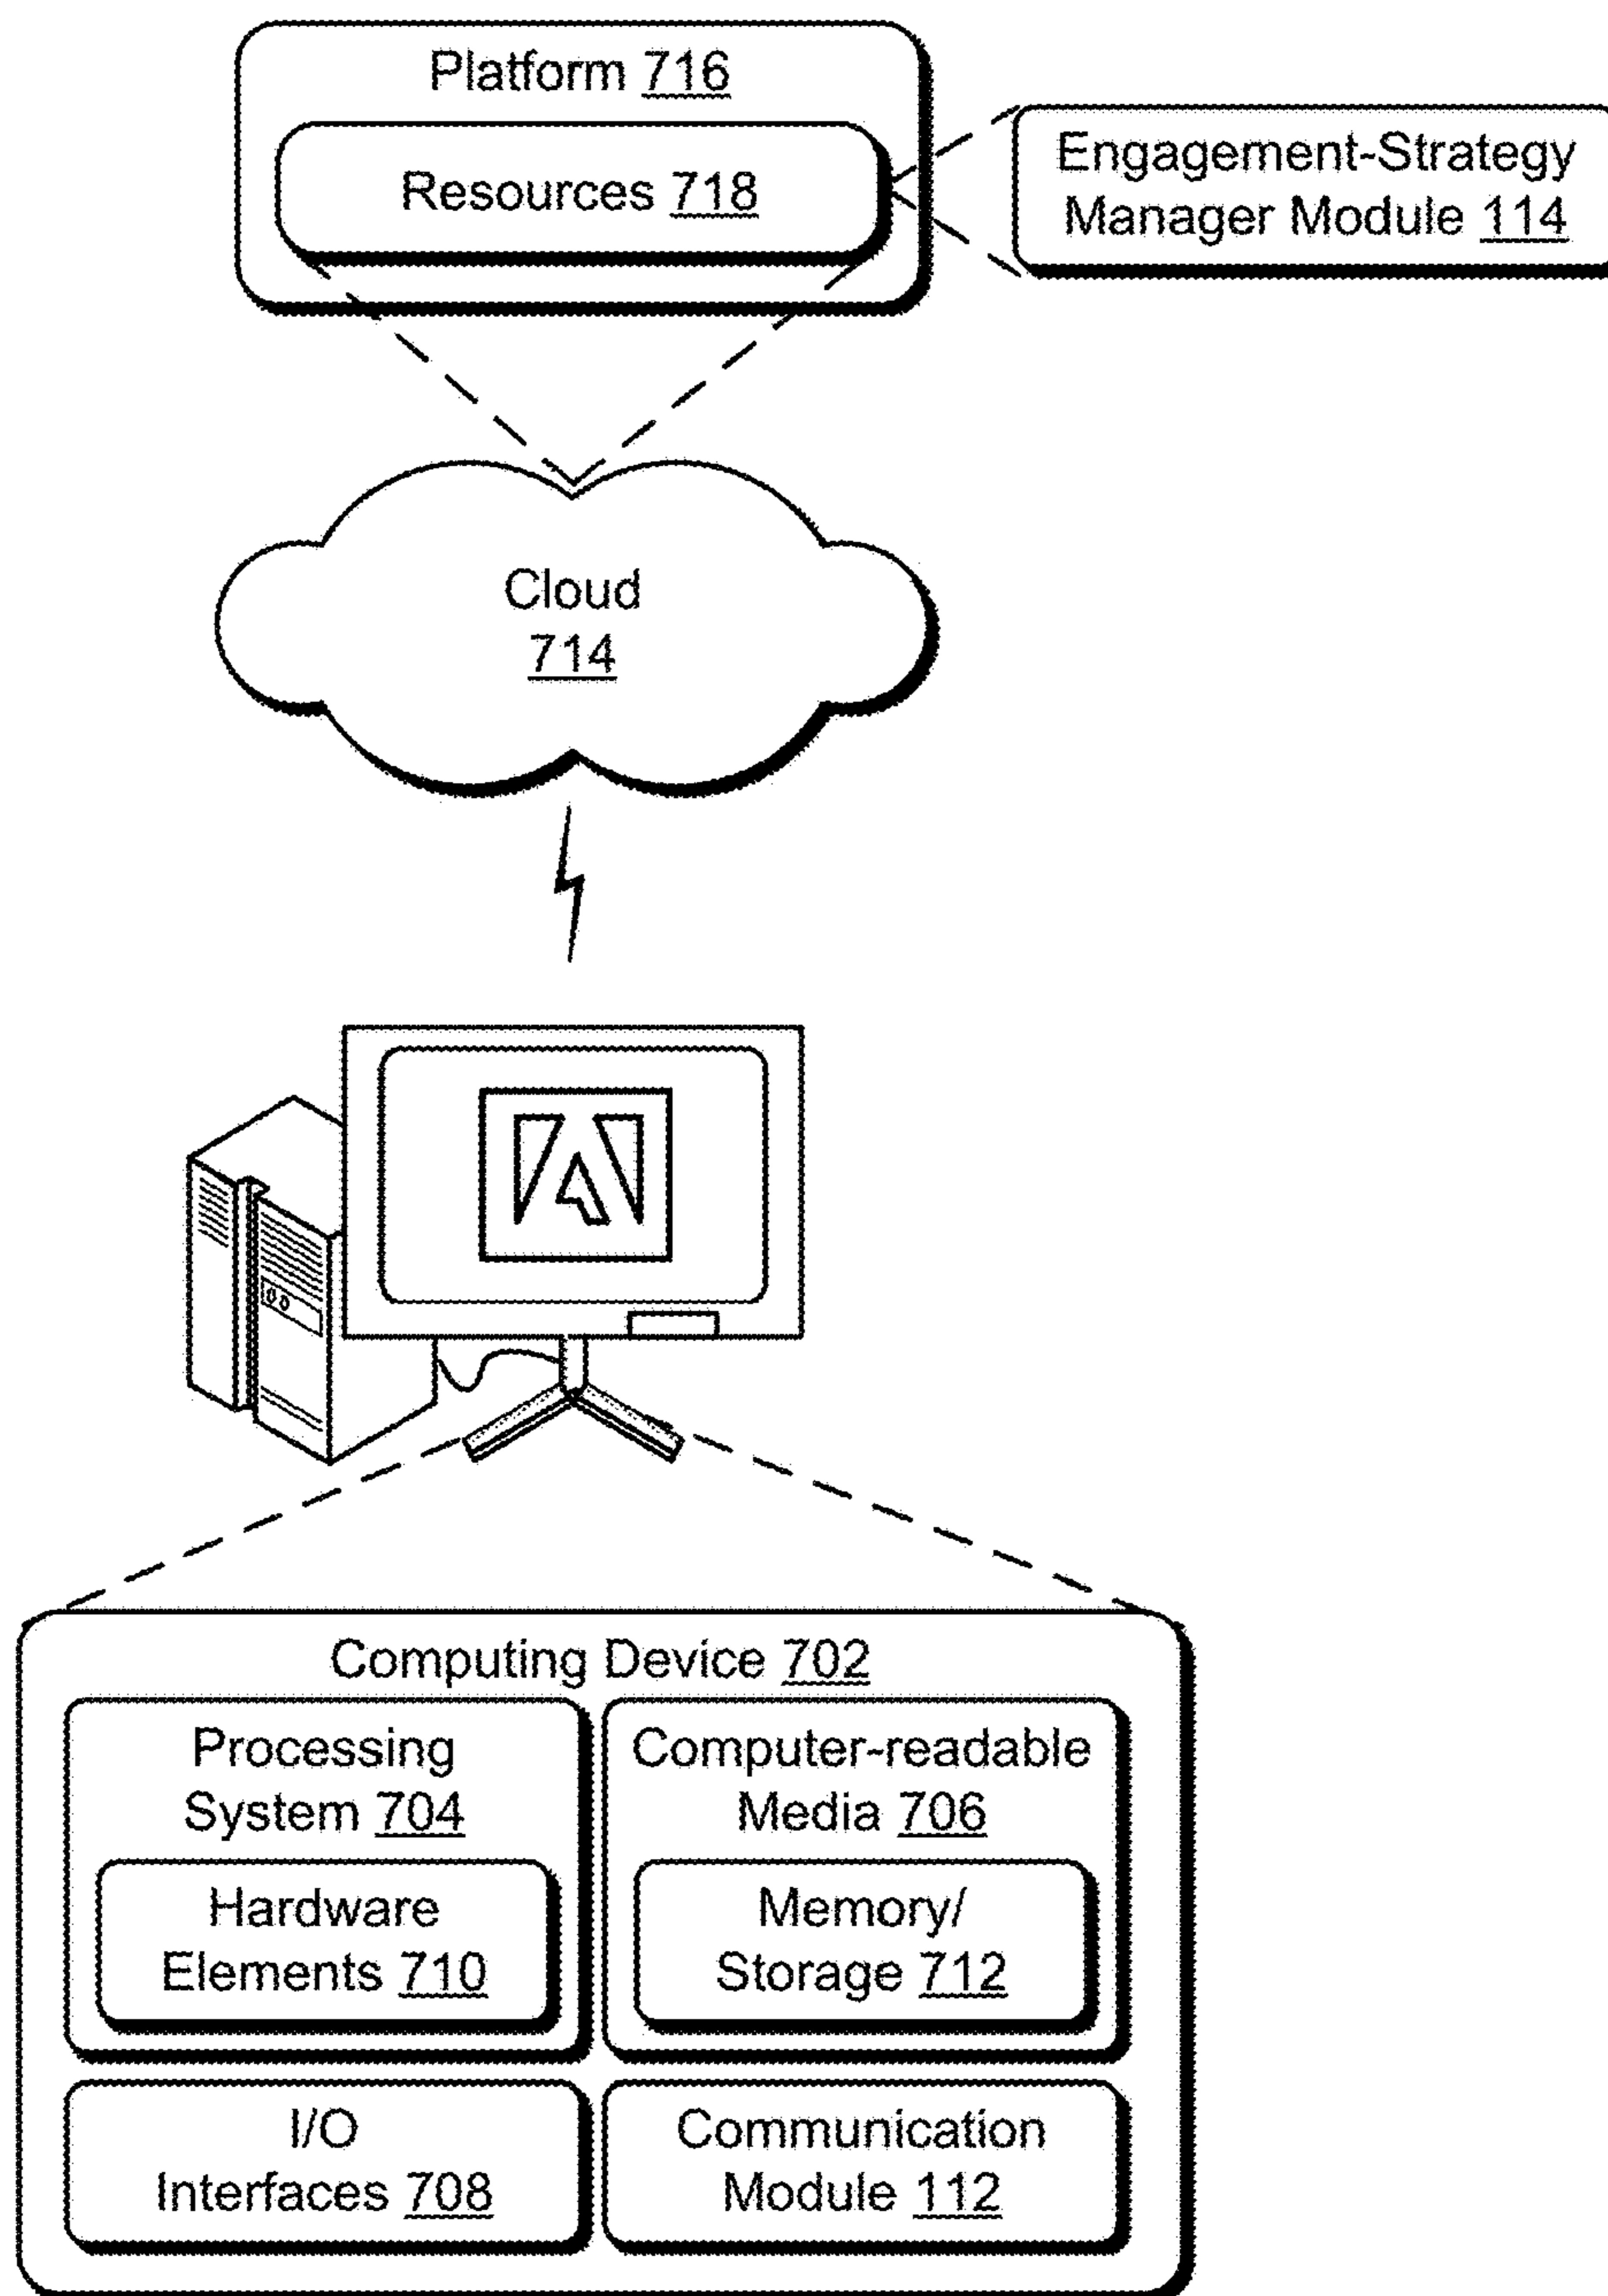 Platform 716
Resources 718
Engagement-Strategy
Manager Module 114
Cloud
714
Computing Device 702
Processing
System 704
Hardware
Elements 710
Computer-readable
Media 706
Memory/
Storage 712
I/O
Interfaces 708
Communication
Module 112